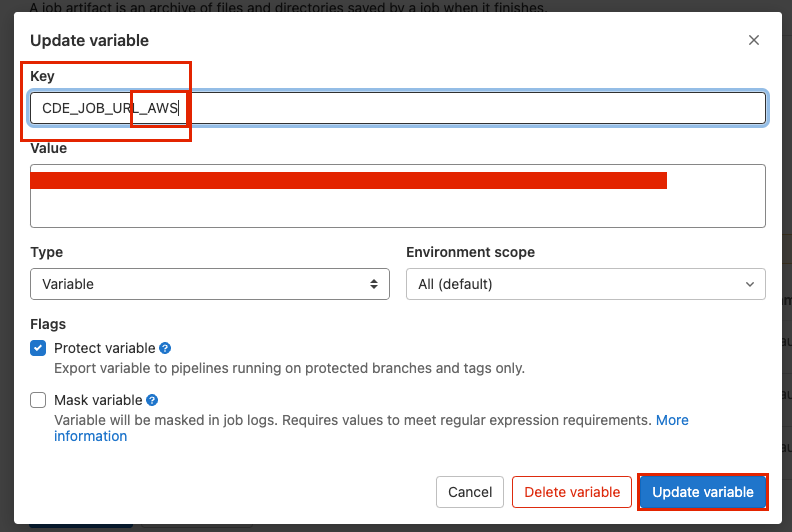 A job artifact is an archive of files and directories saved by a job when it finishes.
Update variable
Key
CDE_JOB_URL_AWS
Value
Type
Environment scope
Variable
All (default)
Flags
Protect variable
Export variable to pipelines running on protected branches and tags only.
Mask variable
Variable will be masked in job logs. Requires values to meet regular expression requirements. More
information
Cancel
Delete variable
Update variable